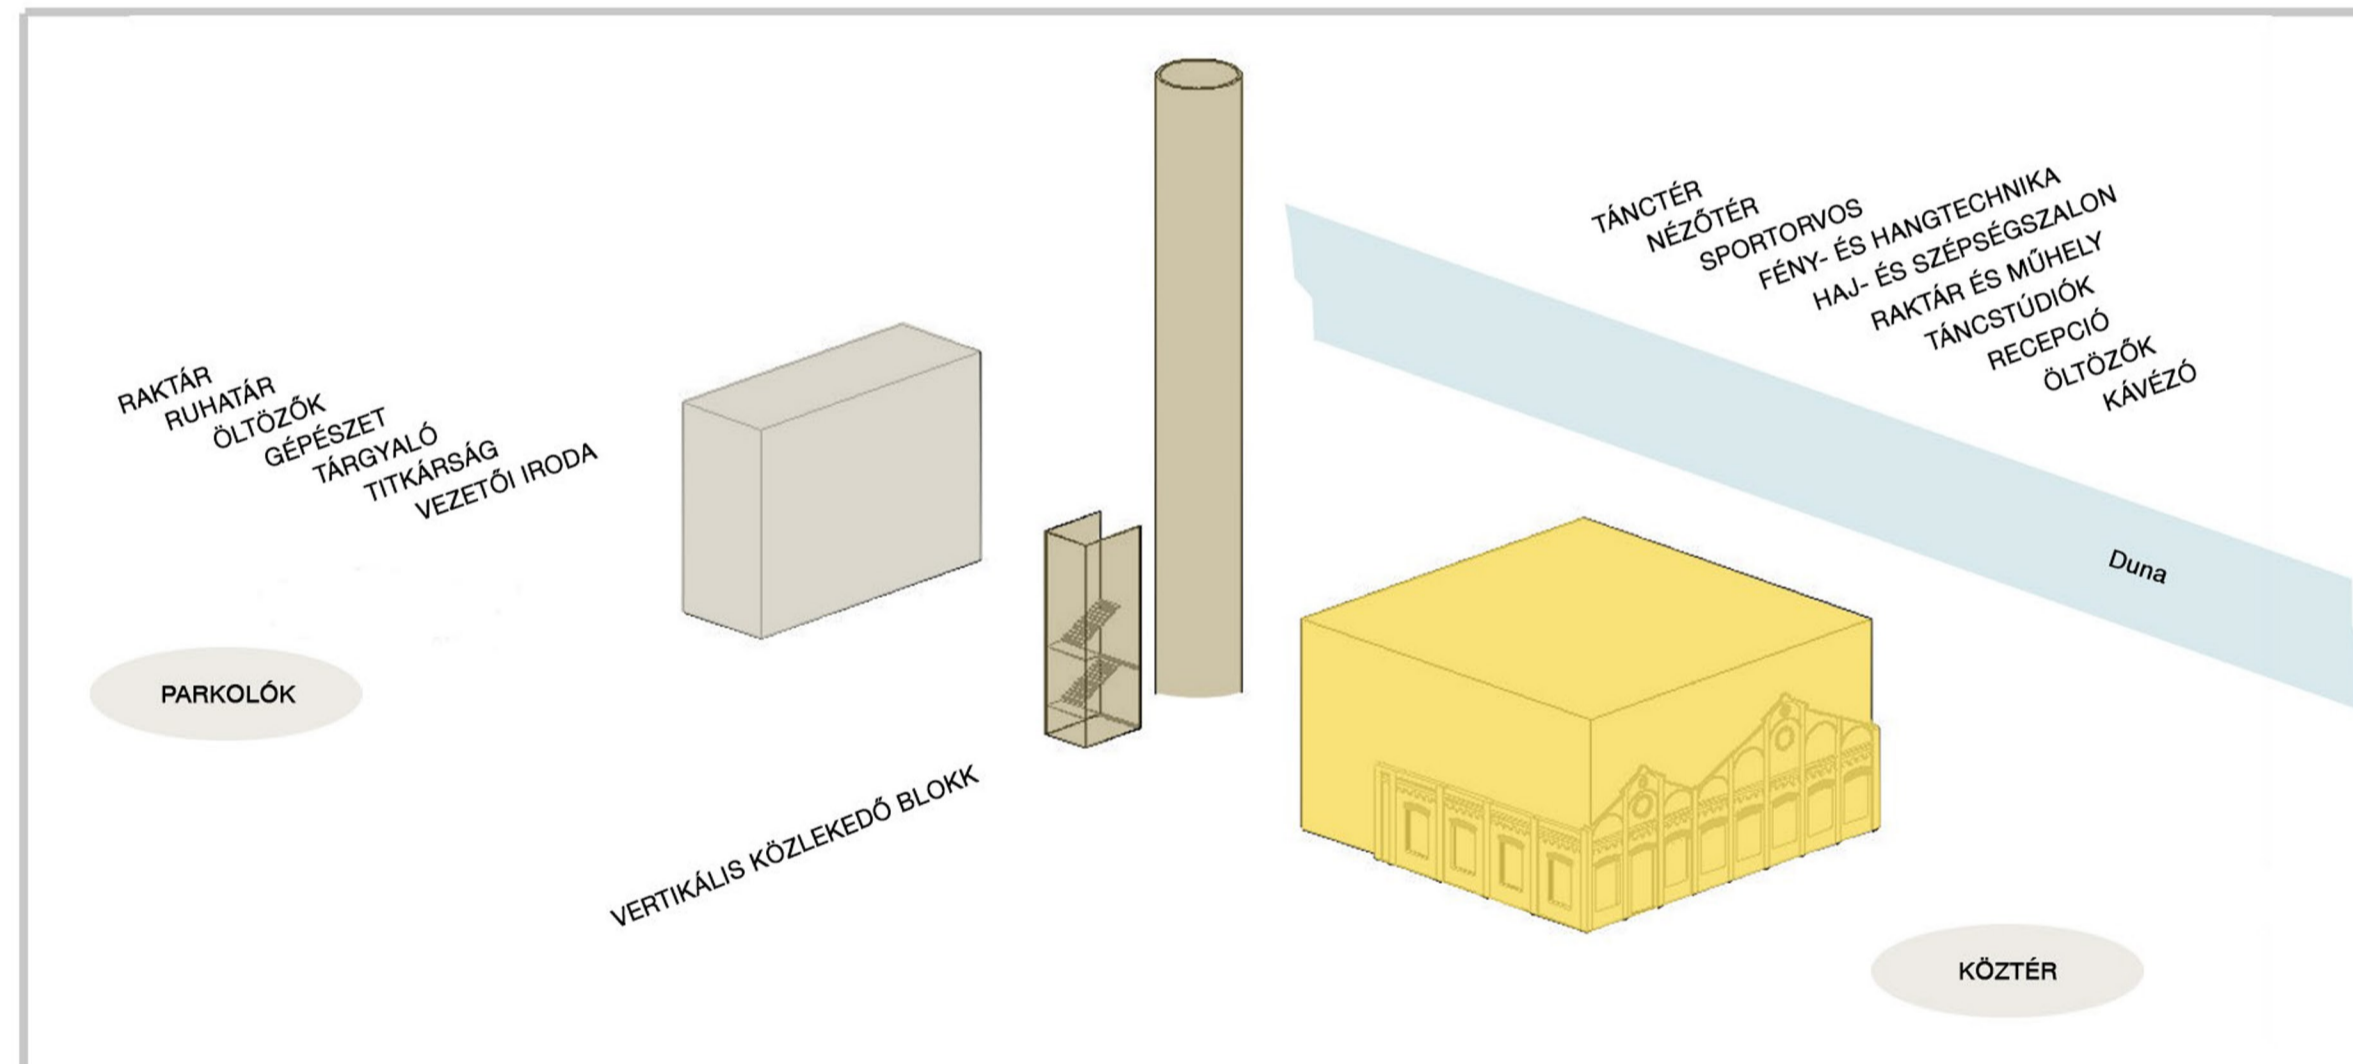 RAKTÁR
RUHATÁR
ÖLTÖZŐK
GÉPÉSZET
TÁRGYALÓ
TITKÁRSÁG
VEZETŐI IRODA
PARKOLÓK
VERTIKÁLIS KÖZLEKEDŐ BLOKK
TÁNCTÉR
NÉZŐTÉR
SPORTORVOS
FÉNY- ÉS HANGTECHNIKA
HAJ- ÉS SZÉPSÉGSZALON
RAKTÁR ÉS MŰHELY
TÁNCSTÚDIÓK
RECEPCIÓ
ÖLTÖZŐK
KÁVÉZÓ
Duna
KÖZTÉR